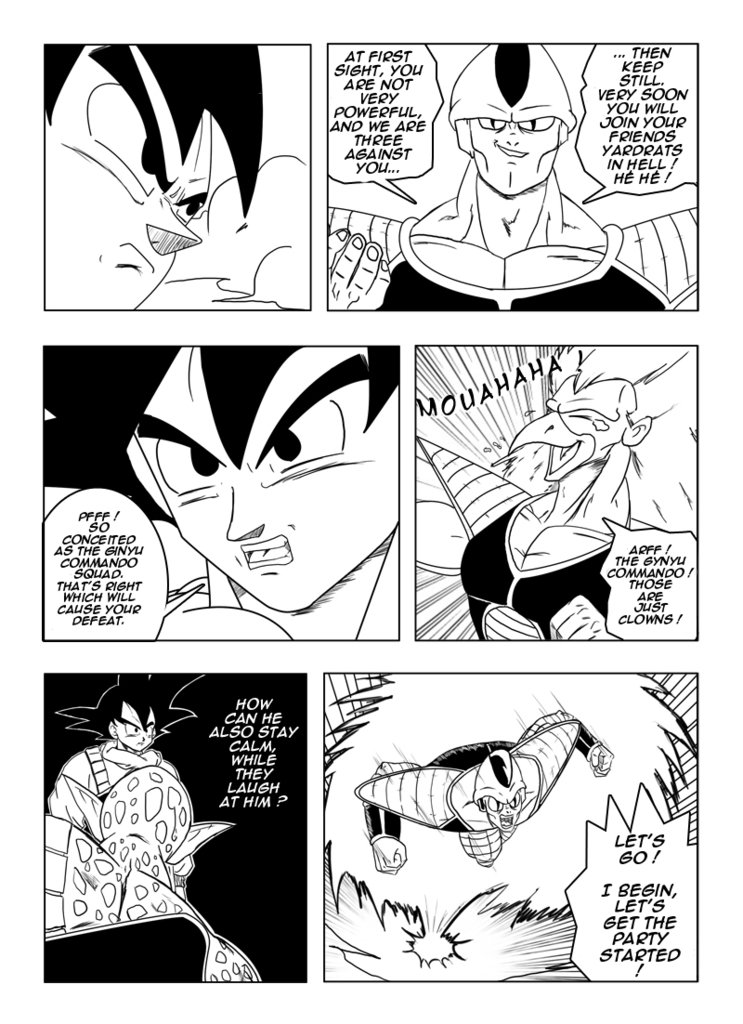 AT FIRST
SIGHT, YOU
ARE NOT
VERY
POWERFUL,
AND WE ARE
THREE
AGAINST
YOU...
... THEN
KEEP
STILL.
VERY SOON
YOU WILL
JOIN YOUR
FRIENDS
YARDRATS
IN HELL !
HÉ HÉ !
PFFF !
SO
CONCEITED
AS THE GINYU
COMMANDO
SQUAD.
THAT'S RIGHT
WHICH WILL
CAUSE YOUR
DEFEAT.
MOUAHAHA !
ARFF !
THE GYNYU
COMMANDO !
THOSE
ARE
JUST
CLOWNS !
HOW
CAN HE
ALSO STAY
CALM,
WHILE
THEY
LAUGH
AT HIM ?
LET'S
GO !
I BEGIN,
LET'S
GET THE
PARTY
STARTED
!